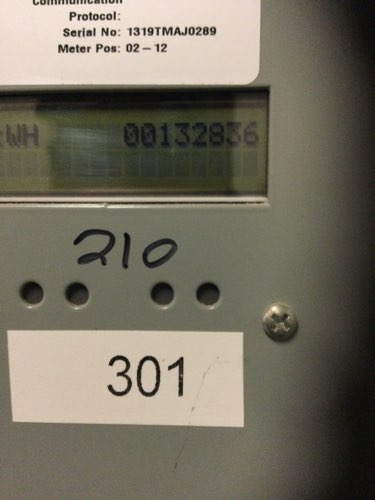 Communication
Protocol:
Serial No: 1319TMAJ0289
Meter Pos: 02 – 12
WH 00132836
210
301